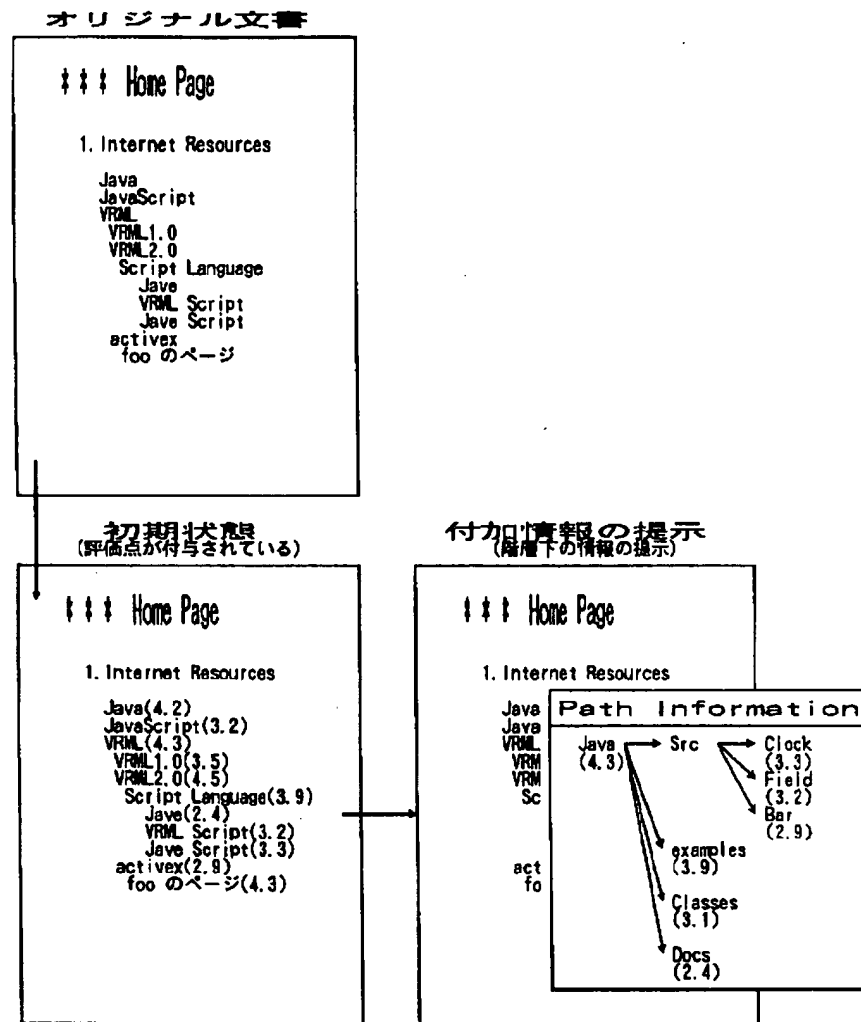 オリジナル文書
*** Home Page
1. Internet Resources
Java
JavaScript
VRML
VRML1.0
VRML2.0
Script Language
Jave
VRML Script
Jave Script
activex
foo のページ
初期状態
(評価点が付与されている)
*** Home Page
1. Internet Resources
Java(4.2)
JavaScript(3.2)
VRML(4.3)
VRML1.0(3.5)
VRML2.0(4.5)
Script Language(3.9)
Jave(2.4)
VRML Script(3.2)
Jave Script(3.3)
activex(2.9)
foo のページ(4.3)
付加情報の提示
(階層下の情報の提示)
*** Home Page
1. Internet Resources
Java
Java
VRML
VRM
VRM
Sc
act
fo
Path Information
Java
(4.3)
Src
Clock
(3.3)
Field
(3.2)
Bar
(2.9)
examples
(3.9)
Classes
(3.1)
Docs
(2.4)